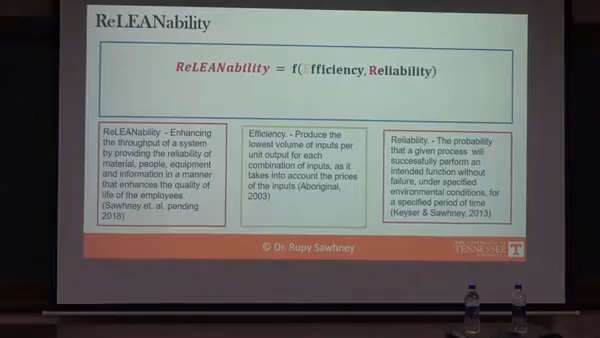 ReLEANability
ReLEANability = f(Efficiency, Reliability)
ReLEANability - Enhancing
the throughput of a system
by providing the reliability of
material, people, equipment
and information in a manner
that enhances the quality of
life of the employees.
(Sawhney et. al. pending
2018)
Efficiency. - Produce the
lowest volume of inputs per
unit output for each
combination of inputs, as it
takes into account the prices
of the inputs (Aboriginal,
2003)
Reliability. - The probability
that a given process will
successfully perform an
intended function without
failure, under specified
environmental conditions, for
a specified period of time
(Keyser & Sawhney, 2013)
© Dr. Rupy Sawhney
TENNESSEE
T